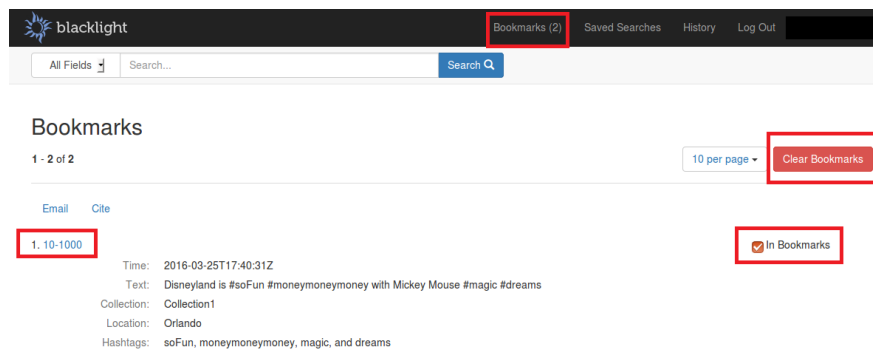 blacklight Bookmarks (2) Saved Searches History Log Out
All Fields Search... Search
Bookmarks
1 - 2 of 2 10 per page Clear Bookmarks
Email Cite
1. 10-1000 In Bookmarks
Time: 2016-03-25T17:40:31Z
Text: Disneyland is #soFun #moneymoneymoney with Mickey Mouse #magic #dreams
Collection: Collection1
Location: Orlando
Hashtags: soFun, moneymoneymoney, magic, and dreams